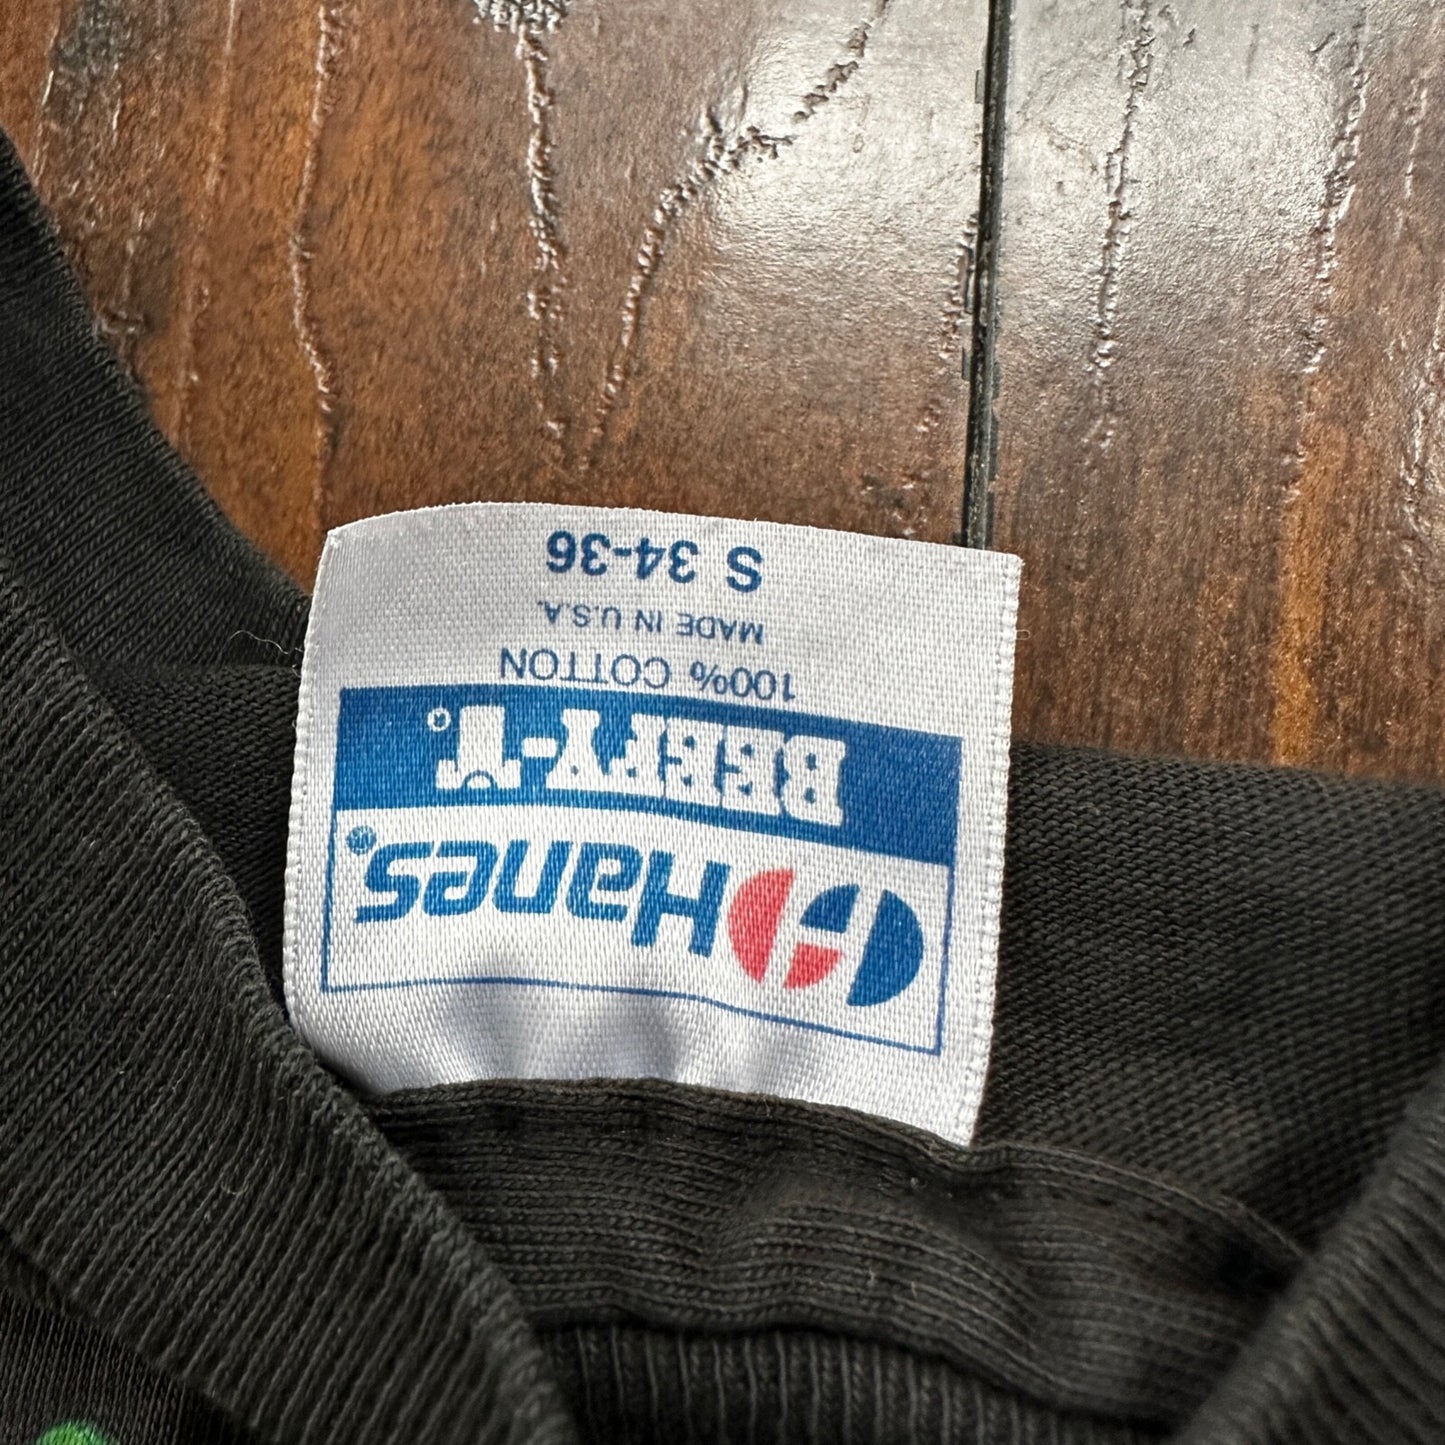 Hanes®
BEEFY-T®
100% COTTON
MADE IN U.S.A.
S 34-36